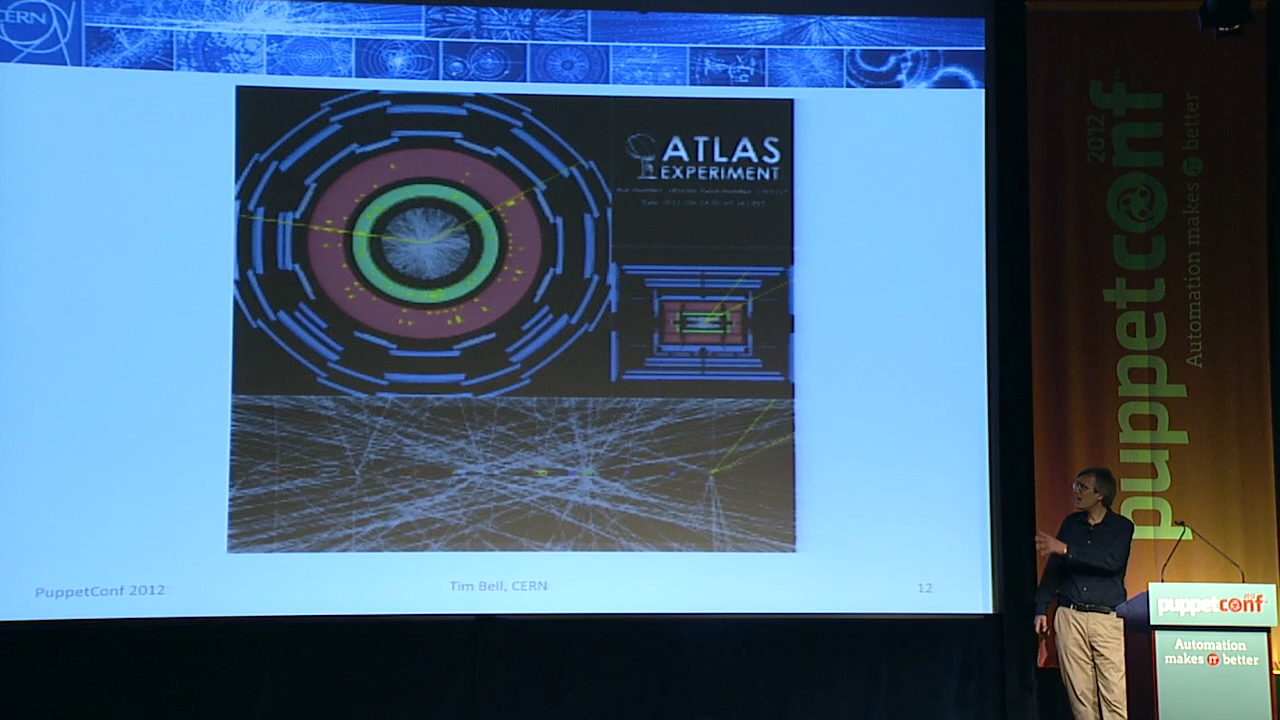 CERN
ATLAS
EXPERIMENT
PuppetConf 2012
Tim Bell, CERN
12
puppetconf 2012
Automation makes IT better
puppetconf 2012
Automation
makes IT better